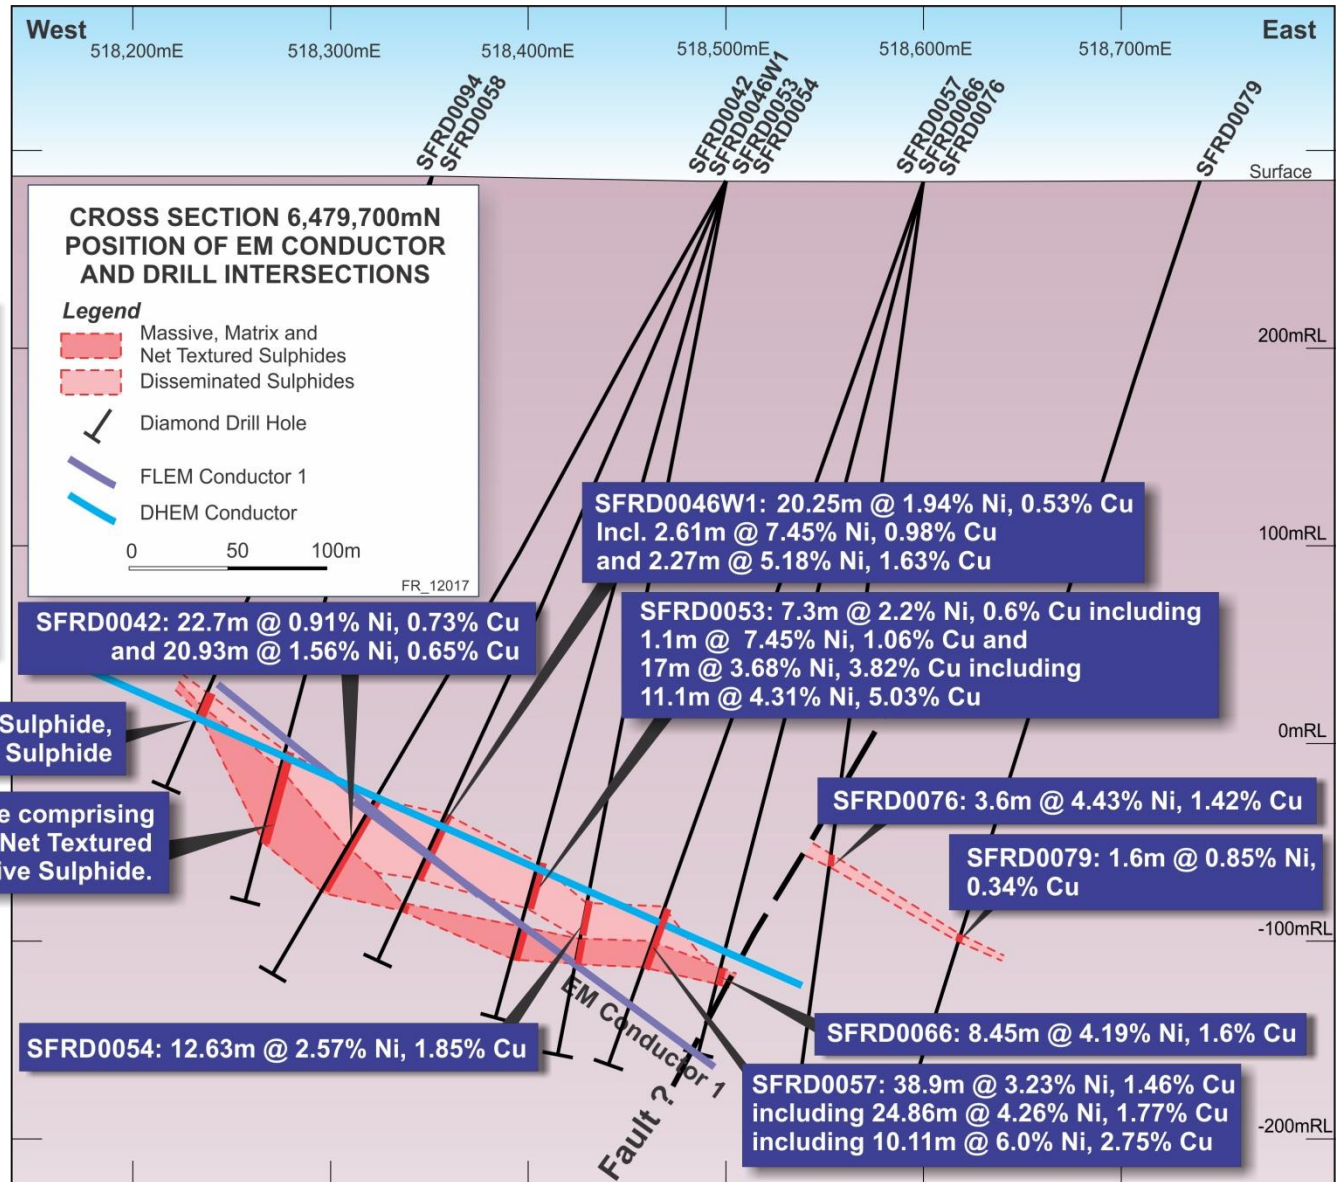 West
East
518,200mE
518,300mE
518,400mE
518,500mE
518,600mE
518,700mE
SFRD0094
SFRD0058
SFRD0042
SFRD0046W1
SFRD0053
SFRD0054
SFRD0057
SFRD0066
SFRD0076
SFRD0079
Surface
CROSS SECTION 6,479,700mN
POSITION OF EM CONDUCTOR
AND DRILL INTERSECTIONS
Legend
Massive, Matrix and
Net Textured Sulphides
Disseminated Sulphides
Diamond Drill Hole
FLEM Conductor 1
DHEM Conductor
0 50 100m
FR_12017
200mRL
100mRL
0mRL
-100mRL
-200mRL
SFRD0046W1: 20.25m @ 1.94% Ni, 0.53% Cu
Incl. 2.61m @ 7.45% Ni, 0.98% Cu
and 2.27m @ 5.18% Ni, 1.63% Cu
SFRD0042: 22.7m @ 0.91% Ni, 0.73% Cu
and 20.93m @ 1.56% Ni, 0.65% Cu
SFRD0053: 7.3m @ 2.2% Ni, 0.6% Cu including
1.1m @ 7.45% Ni, 1.06% Cu and
17m @ 3.68% Ni, 3.82% Cu including
11.1m @ 4.31% Ni, 5.03% Cu
Sulphide,
Sulphide
e comprising
Net Textured
ive Sulphide.
SFRD0076: 3.6m @ 4.43% Ni, 1.42% Cu
SFRD0079: 1.6m @ 0.85% Ni,
0.34% Cu
EM Conductor 1
Fault ?
SFRD0054: 12.63m @ 2.57% Ni, 1.85% Cu
SFRD0066: 8.45m @ 4.19% Ni, 1.6% Cu
SFRD0057: 38.9m @ 3.23% Ni, 1.46% Cu
including 24.86m @ 4.26% Ni, 1.77% Cu
including 10.11m @ 6.0% Ni, 2.75% Cu